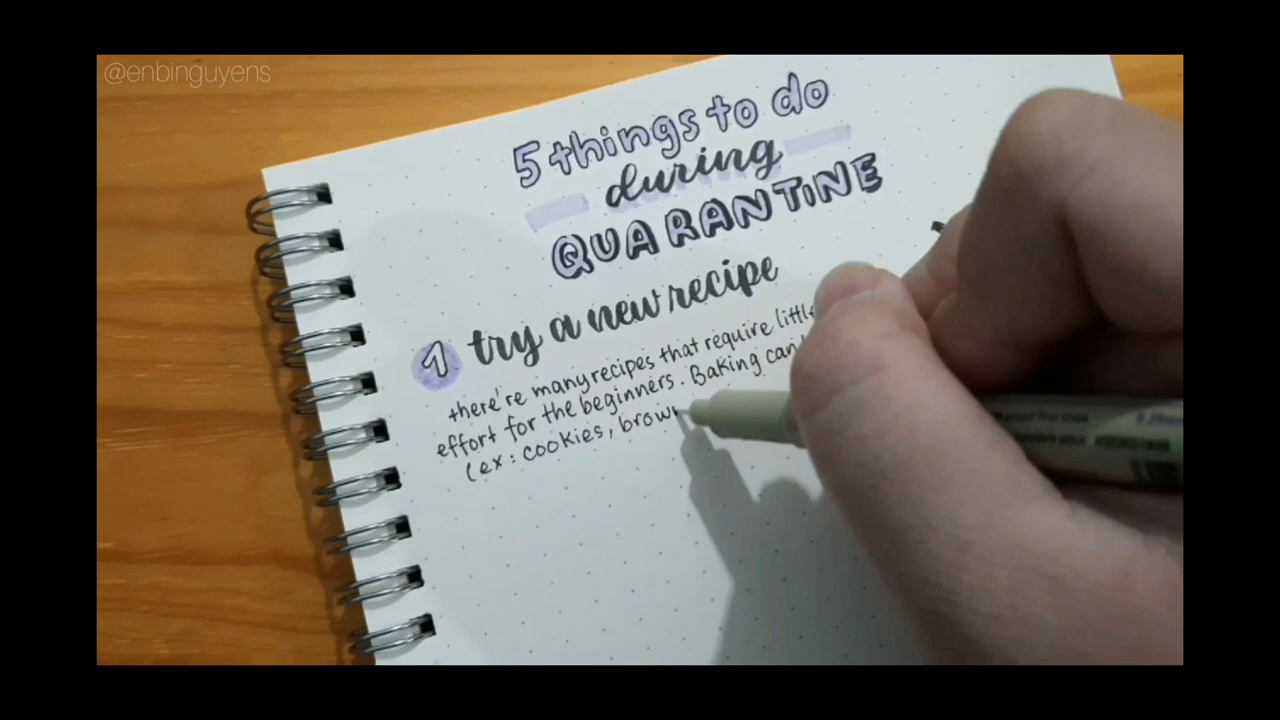 @enbinguyens
5 things to do
during
QUARANTINE
1 try a new recipe
there're many recipes that require little
effort for the beginners. Baking can
(ex: cookies, brow